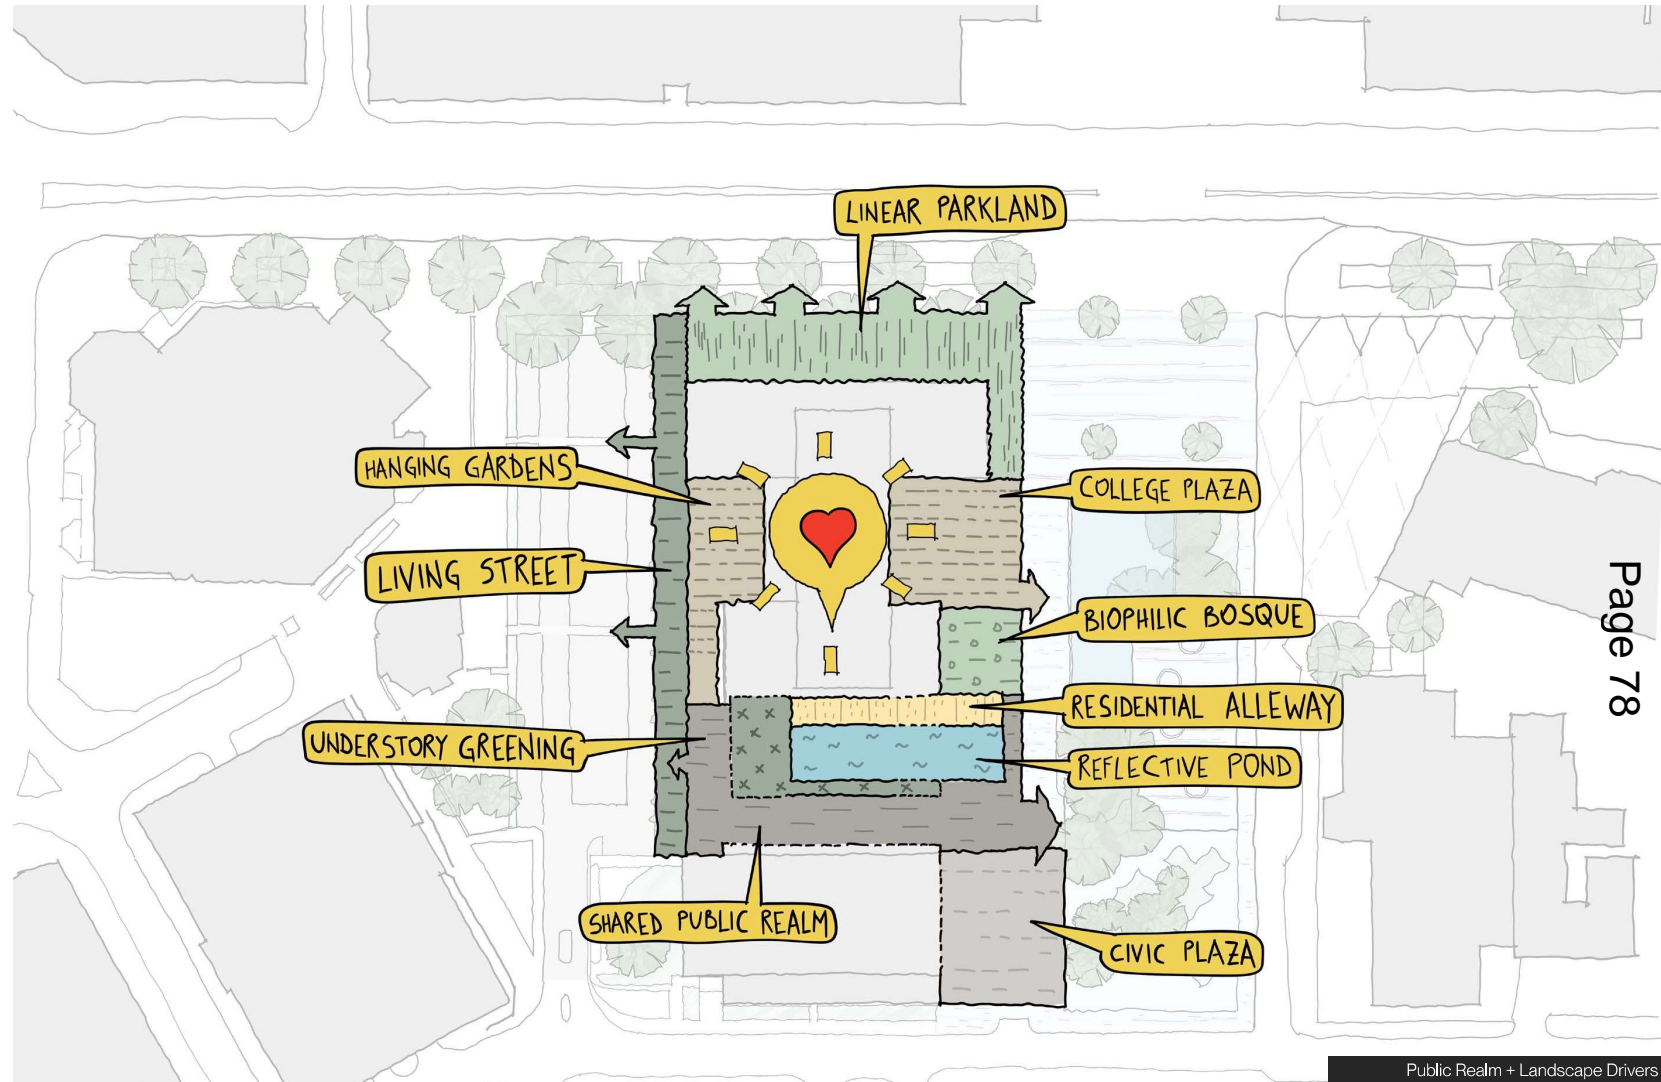 LINEAR PARKLAND
HANGING GARDENS
COLLEGE PLAZA
LIVING STREET
BIOPHILIC BOSQUE
RESIDENTIAL ALLEWAY
UNDERSTORY GREENING
REFLECTIVE POND
SHARED PUBLIC REALM
CIVIC PLAZA
Page 78
Public Realm + Landscape Drivers